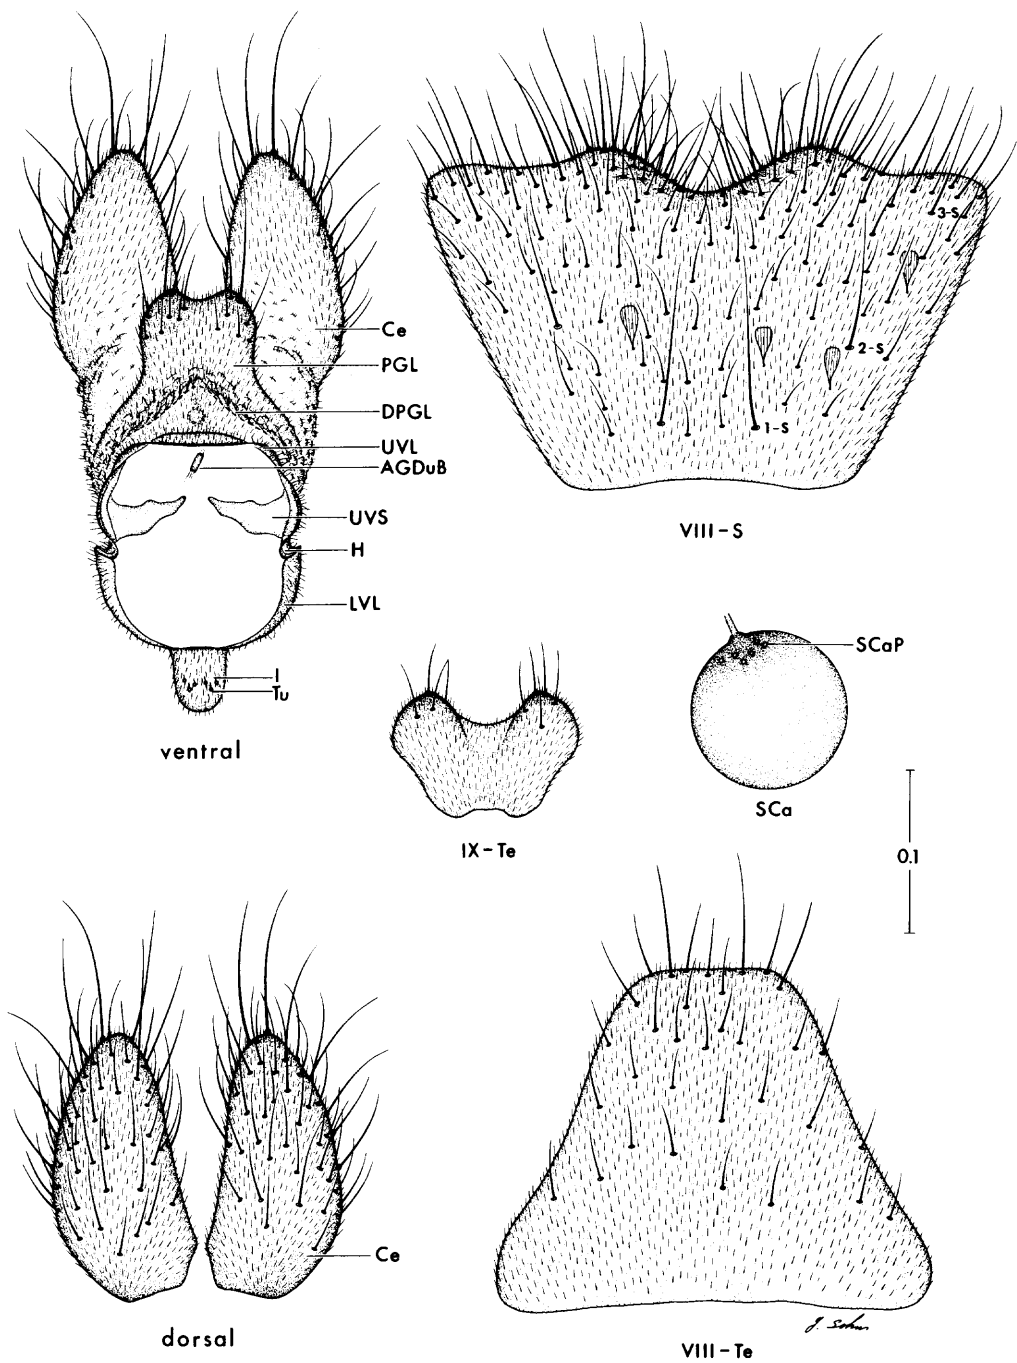 3-S
Ce
2-S
PGL
DPGL
1-S
UVL
AGDuB
UVS
VIII-S
H
LVL
SCaP
I
Tu
ventral
SCa
IX-Te
0.1
Ce
J. Sohn
dorsal
VIII-Te